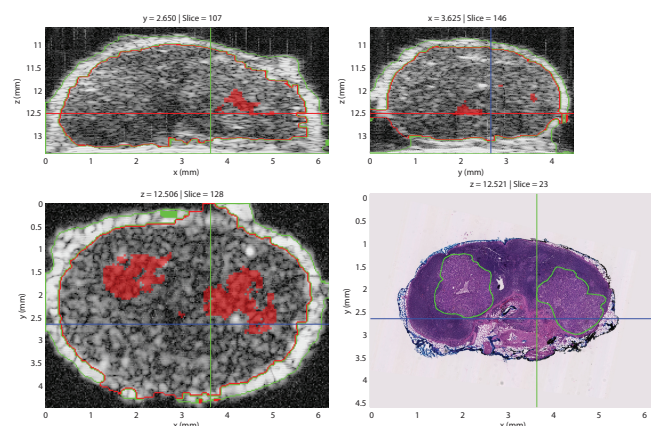 y = 2.650 | Slice = 107
x = 3.625 | Slice = 146
11
11.5
12
12.5
13
z (mm)
0 1 2 3 4 5 6
x (mm)
11
11.5
12
12.5
13
z (mm)
0 1 2 3 4
y (mm)
z = 12.506 | Slice = 128
z = 12.521 | Slice = 23
0
0.5
1
1.5
2
2.5
3
3.5
4
y (mm)
0 1 2 3 4 5 6
x (mm)
0
0.5
1
1.5
2
2.5
3
3.5
4
4.5
y (mm)
0 1 2 3 4 5 6
x (mm)